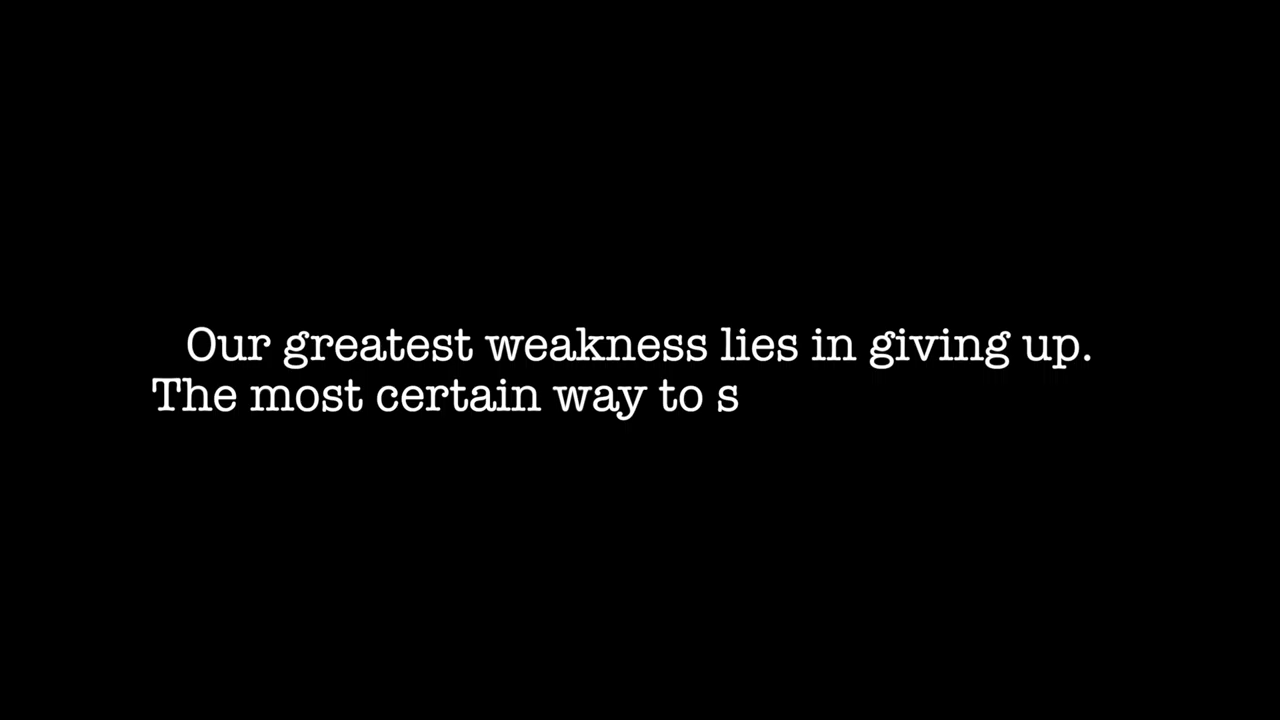 Our greatest weakness lies in giving up.
The most certain way to s